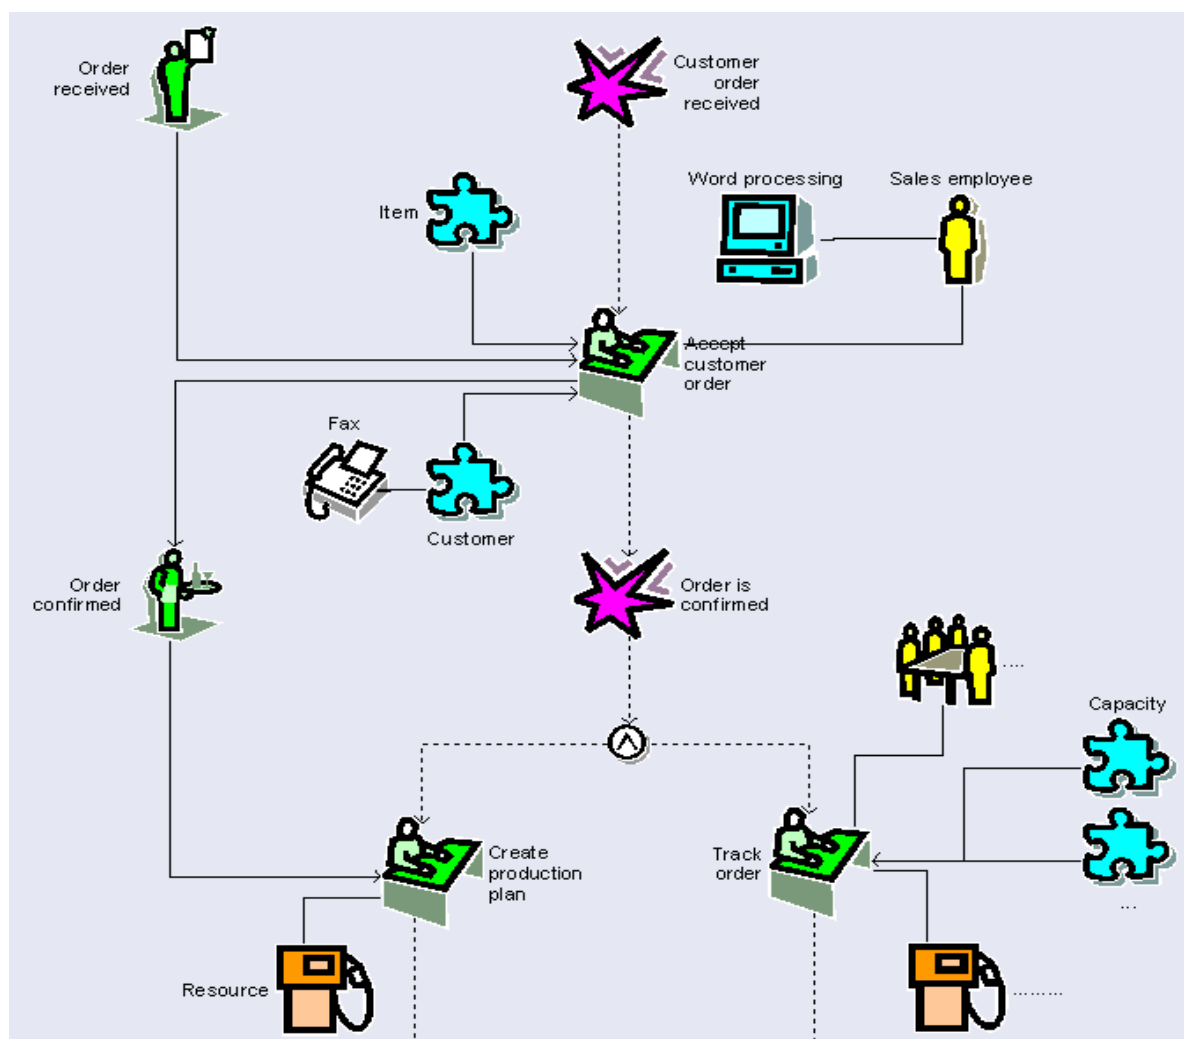 Order
received
Customer
order
received
Word processing
Sales employee
Item
Accept
customer
order
Fax
Customer
Order
confirmed
Order is
confirmed
....
Capacity
Create
production
plan
Track
order
...
Resource
.........